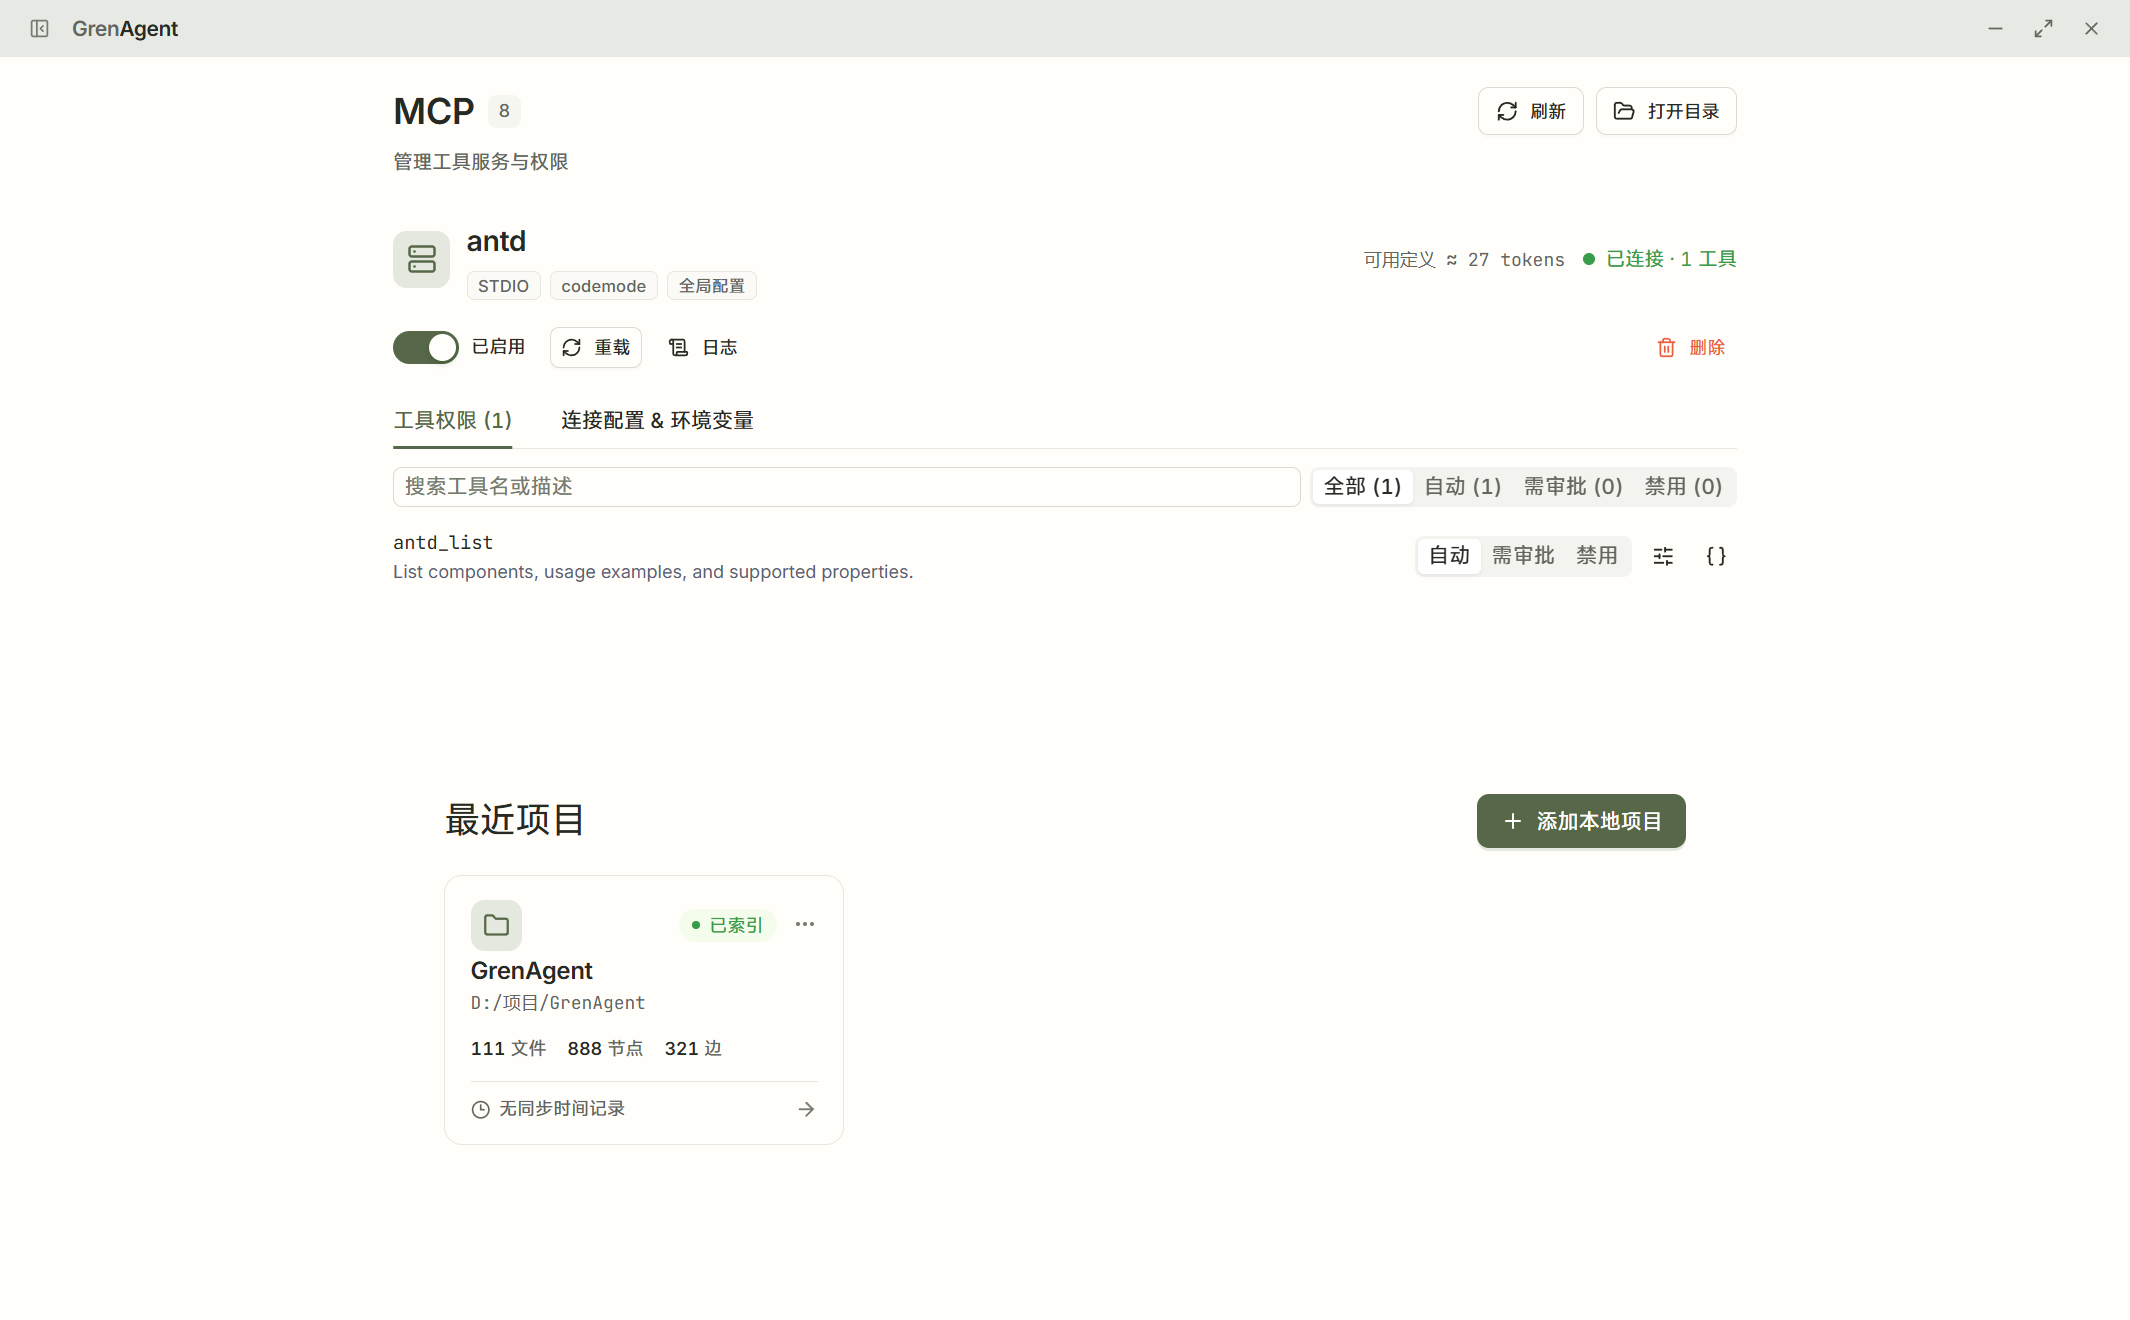 GrenAgent
MCP 8
刷新
打开目录
管理工具服务与权限
antd
STDIO codemode 全局配置
可用定义 ≈ 27 tokens
已连接 · 1 工具
已启用
重载
日志
删除
工具权限 (1)
连接配置 & 环境变量
搜索工具名或描述
全部 (1) 自动 (1) 需审批 (0) 禁用 (0)
antd_list
List components, usage examples, and supported properties.
自动 需审批 禁用
{}
最近项目
添加本地项目
已索引
GrenAgent
D:/项目/GrenAgent
111 文件 888 节点 321 边
无同步时间记录